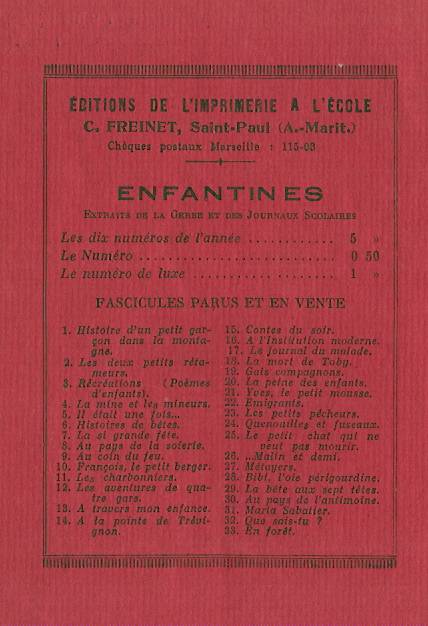 ÉDITIONS DE L'IMPRIMERIE A L'ÉCOLE
C. FREINET, Saint-Paul (A.-Marit.)
Chèques postaux Marseille : 115-03
ENFANTINES
EXTRAITS DE LA GERBE ET DES JOURNAUX SCOLAIRES
Les dix numéros de l'année ............ 5 »
Le Numéro ........................... 0 50
Le numéro de luxe ................... 1 »
FASCICULES PARUS ET EN VENTE
1. Histoire d'un petit gar-
çon dans la monta-
gne.
2. Les deux petits réta-
meurs.
3. Récréations (Poèmes
d'enfants).
4. La mine et les mineurs.
5. Il était une fois...
6. Histoires de bêtes.
7. La si grande fête.
8. Au pays de la soierie.
9. Au coin du feu.
10. François, le petit berger.
11. Les charbonniers.
12. Les aventures de qua-
tre gars.
13. A travers mon enfance.
14. A la pointe de Trévi-
gnon.
15. Contes du soir.
16. A l'Institution moderne.
17. Le journal du malade.
18. La mort de Toby.
19. Gais compagnons.
20. La peine des enfants.
21. Yves, le petit mousse.
22. Emigrants.
23. Les petits pêcheurs.
24. Quenouilles et fuseaux.
25. Le petit chat qui ne
veut pas mourir.
26. ...Malin et demi.
27. Métayers.
28. Bibi, l'oie périgourdine.
29. La bête aux sept têtes.
30. Au pays de l'antimoine.
31. Maria Sabatier.
32. Que sais-tu ?
33. En forêt.